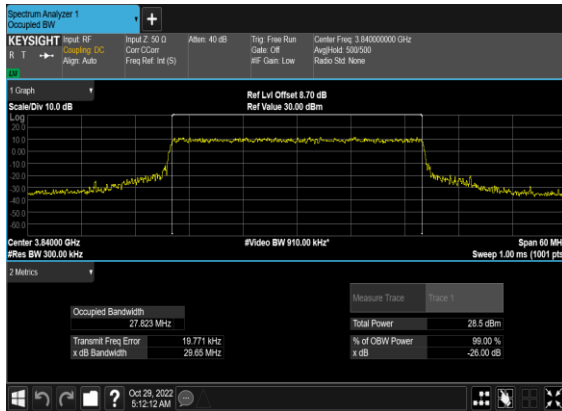 Spectrum Analyzer 1
Occupied BW
KEYSIGHT
R T
Input: RF
Coupling: DC
Align: Auto
Input Z: 50 Ω
Corr CCorr
Freq Ref: Int (S)
Atten: 40 dB
Trig: Free Run
Gate: Off
#IF Gain: Low
Center Freq: 3.840000000 GHz
Avg|Hold: 500/500
Radio Std: None
1 Graph
Scale/Div 10.0 dB
Ref Lvl Offset 8.70 dB
Ref Value 30.00 dBm
Log
20.0
10.0
0.00
-10.0
-20.0
-30.0
-40.0
-50.0
-60.0
Center 3.84000 GHz
#Res BW 300.00 kHz
#Video BW 910.00 kHz*
Span 60 MH
Sweep 1.00 ms (1001 pts
2 Metrics
Occupied Bandwidth
27.823 MHz
Transmit Freq Error 19.771 kHz
x dB Bandwidth 29.65 MHz
Measure Trace Trace 1
Total Power 28.5 dBm
% of OBW Power 99.00 %
x dB -26.00 dB
Oct 29, 2022
5:12:12 AM